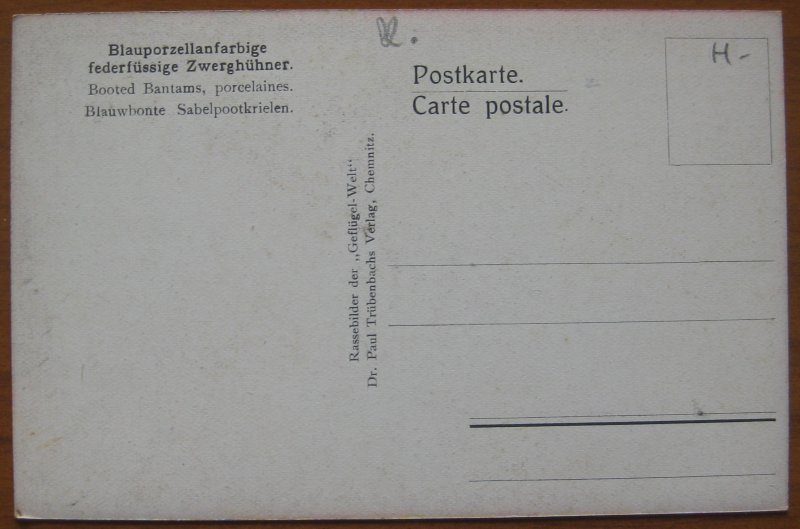 Blauporzellanfarbige
federfüssige Zwerghühner.
Booted Bantams, porcelaines.
Blauwbonte Sabelpootkrielen.
Rassebilder der „Geflügel-Welt“
Dr. Paul Trübenbachs Verlag, Chemnitz.
Postkarte.
Carte postale.
H-